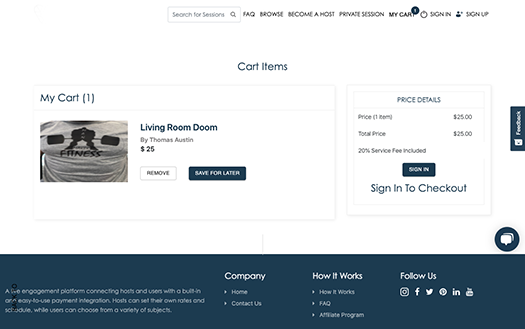 Search for Sessions
FAQ BROWSE BECOME A HOST PRIVATE SESSION MY CART 1 SIGN IN SIGN UP
Cart Items
My Cart (1)
FITNESS
Living Room Doom
By Thomas Austin
$ 25
REMOVE SAVE FOR LATER
PRICE DETAILS
Price (1 item) $25.00
Total Price $25.00
20% Service Fee Included
SIGN IN
Sign In To Checkout
Feedback
A live engagement platform connecting hosts and users with a built-in
easy-to-use payment integration. Hosts can set their own rates and
schedule, while users can choose from a variety of subjects.
Company
Home
Contact Us
How It Works
How It Works
FAQ
Affiliate Program
Follow Us